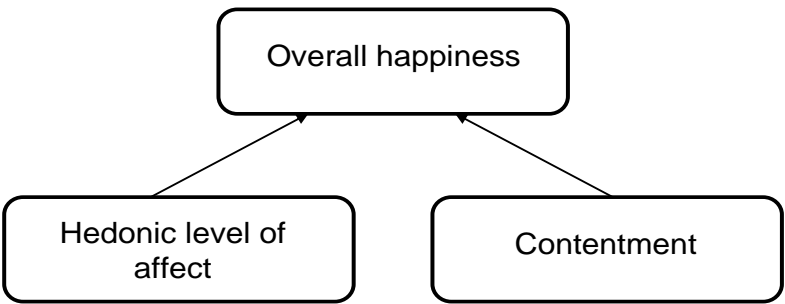 Overall happiness
Hedonic level of
affect
Contentment